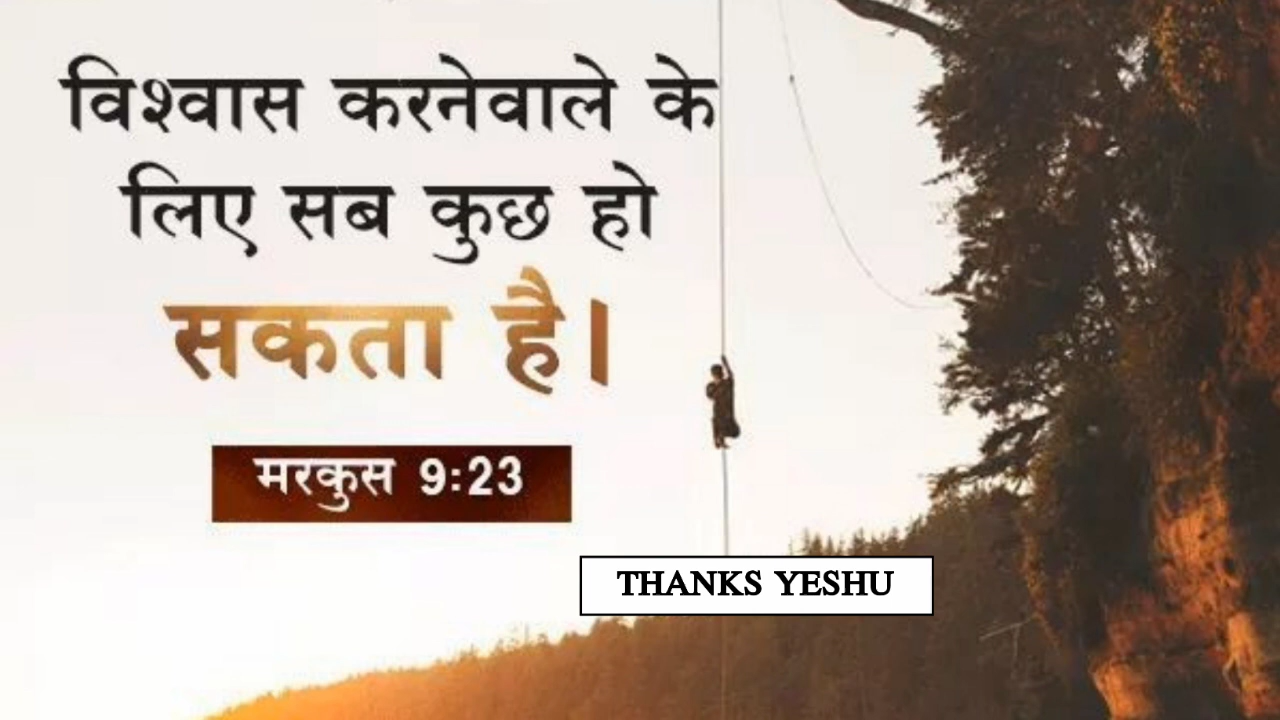 विश्वास करनेवाले के
लिए सब कुछ हो
सकता है।
मरकुस 9:23
THANKS YESHU